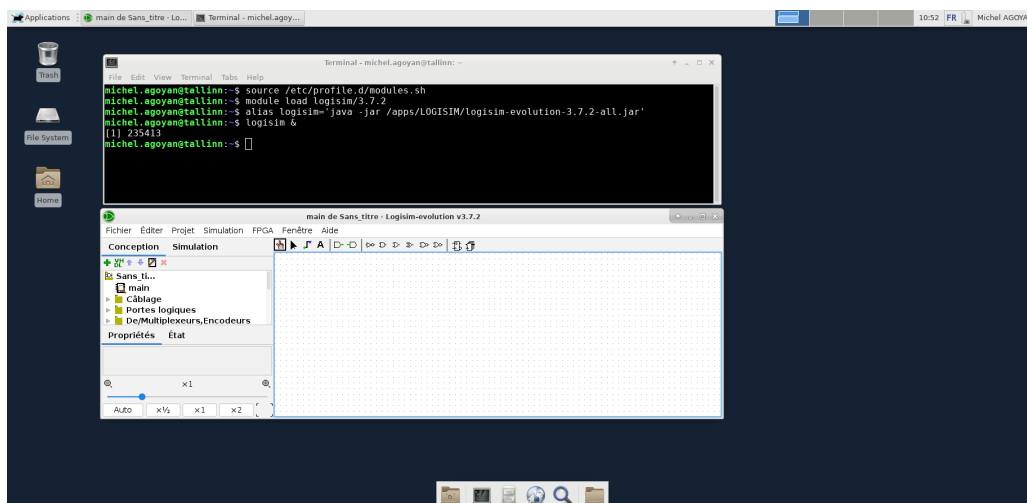 Applications main de Sans_titre - Lo... Terminal - michel.agoy... 10:52 FR Michel AGOYA
Trash
File System
Home
Terminal - michel.agoyan@tallinn: ~
File Edit View Terminal Tabs Help
michel.agoyan@tallinn:~$ source /etc/profile.d/modules.sh
michel.agoyan@tallinn:~$ module load logisim/3.7.2
michel.agoyan@tallinn:~$ alias logisim='java -jar /apps/LOGISIM/logisim-evolution-3.7.2-all.jar'
michel.agoyan@tallinn:~$ logisim &
[1] 235413
michel.agoyan@tallinn:~$
main de Sans_titre - Logisim-evolution v3.7.2
Fichier Éditer Projet Simulation FPGA Fenêtre Aide
Conception Simulation
A
VH
DL
Sans_ti...
main
Câblage
Portes logiques
De/Multiplexeurs,Encodeurs
Propriétés État
×1
Auto ×½ ×1 ×2